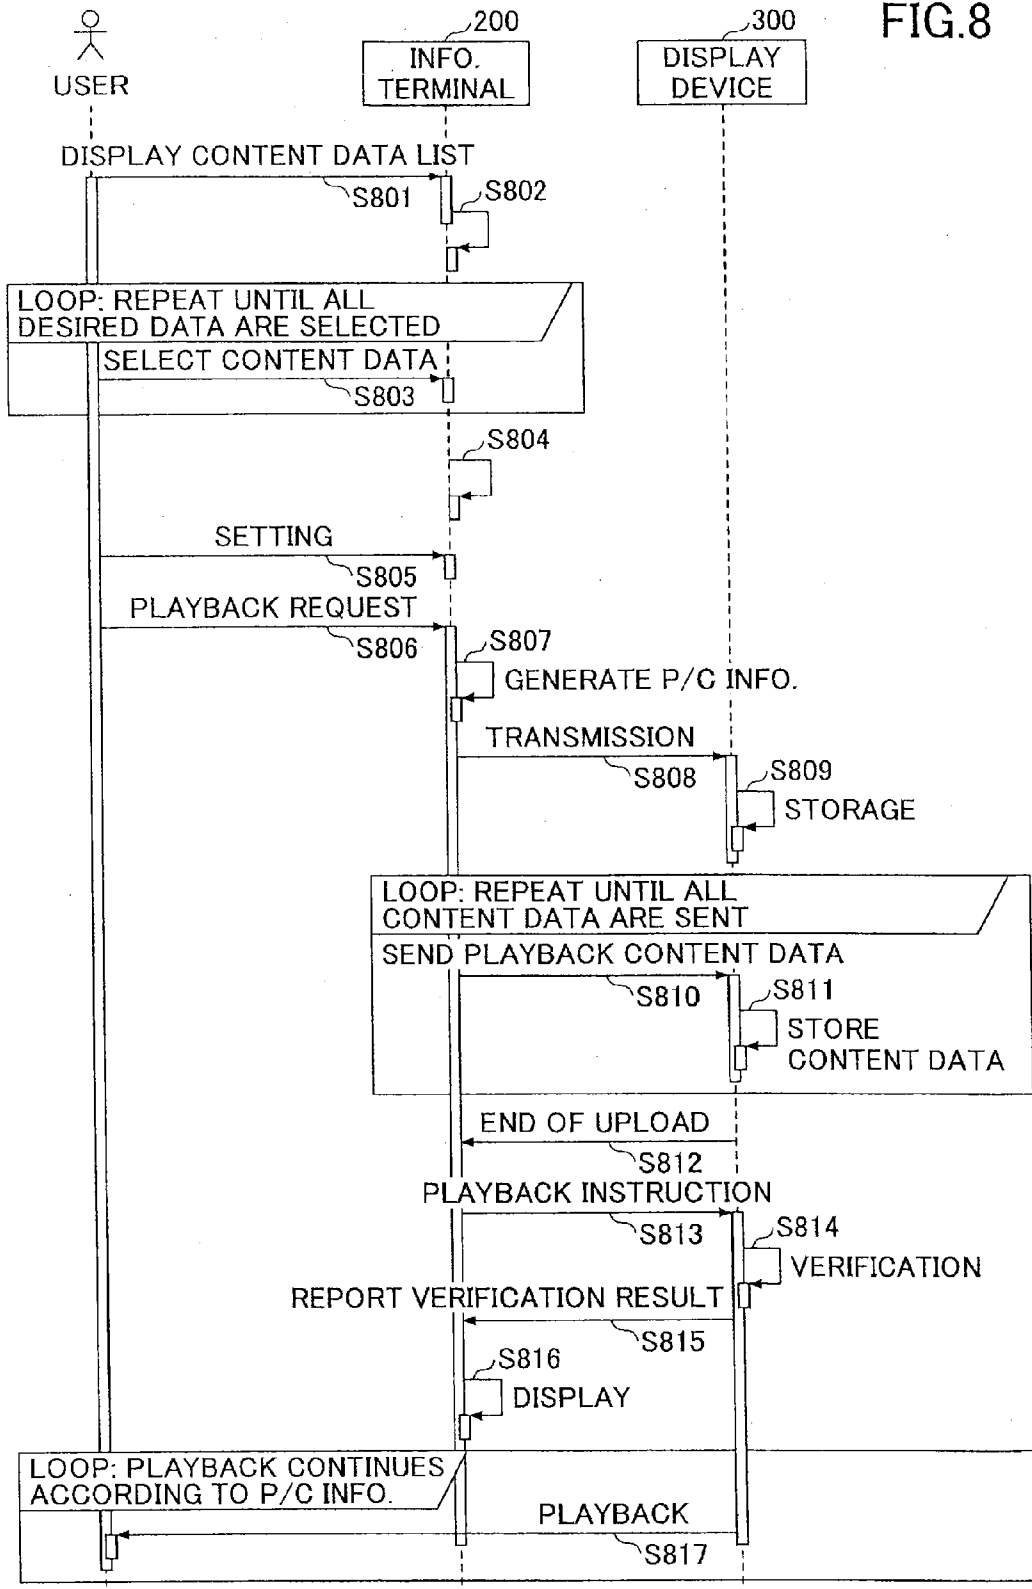 FIG.8
200
300
USER
INFO.
TERMINAL
DISPLAY
DEVICE
DISPLAY CONTENT DATA LIST
S801
S802
LOOP: REPEAT UNTIL ALL
DESIRED DATA ARE SELECTED
SELECT CONTENT DATA
S803
S804
SETTING
S805
PLAYBACK REQUEST
S806
S807
GENERATE P/C INFO.
TRANSMISSION
S808
S809
STORAGE
LOOP: REPEAT UNTIL ALL
CONTENT DATA ARE SENT
SEND PLAYBACK CONTENT DATA
S810
S811
STORE
CONTENT DATA
END OF UPLOAD
S812
PLAYBACK INSTRUCTION
S813
S814
VERIFICATION
REPORT VERIFICATION RESULT
S815
S816
DISPLAY
LOOP: PLAYBACK CONTINUES
ACCORDING TO P/C INFO.
PLAYBACK
S817